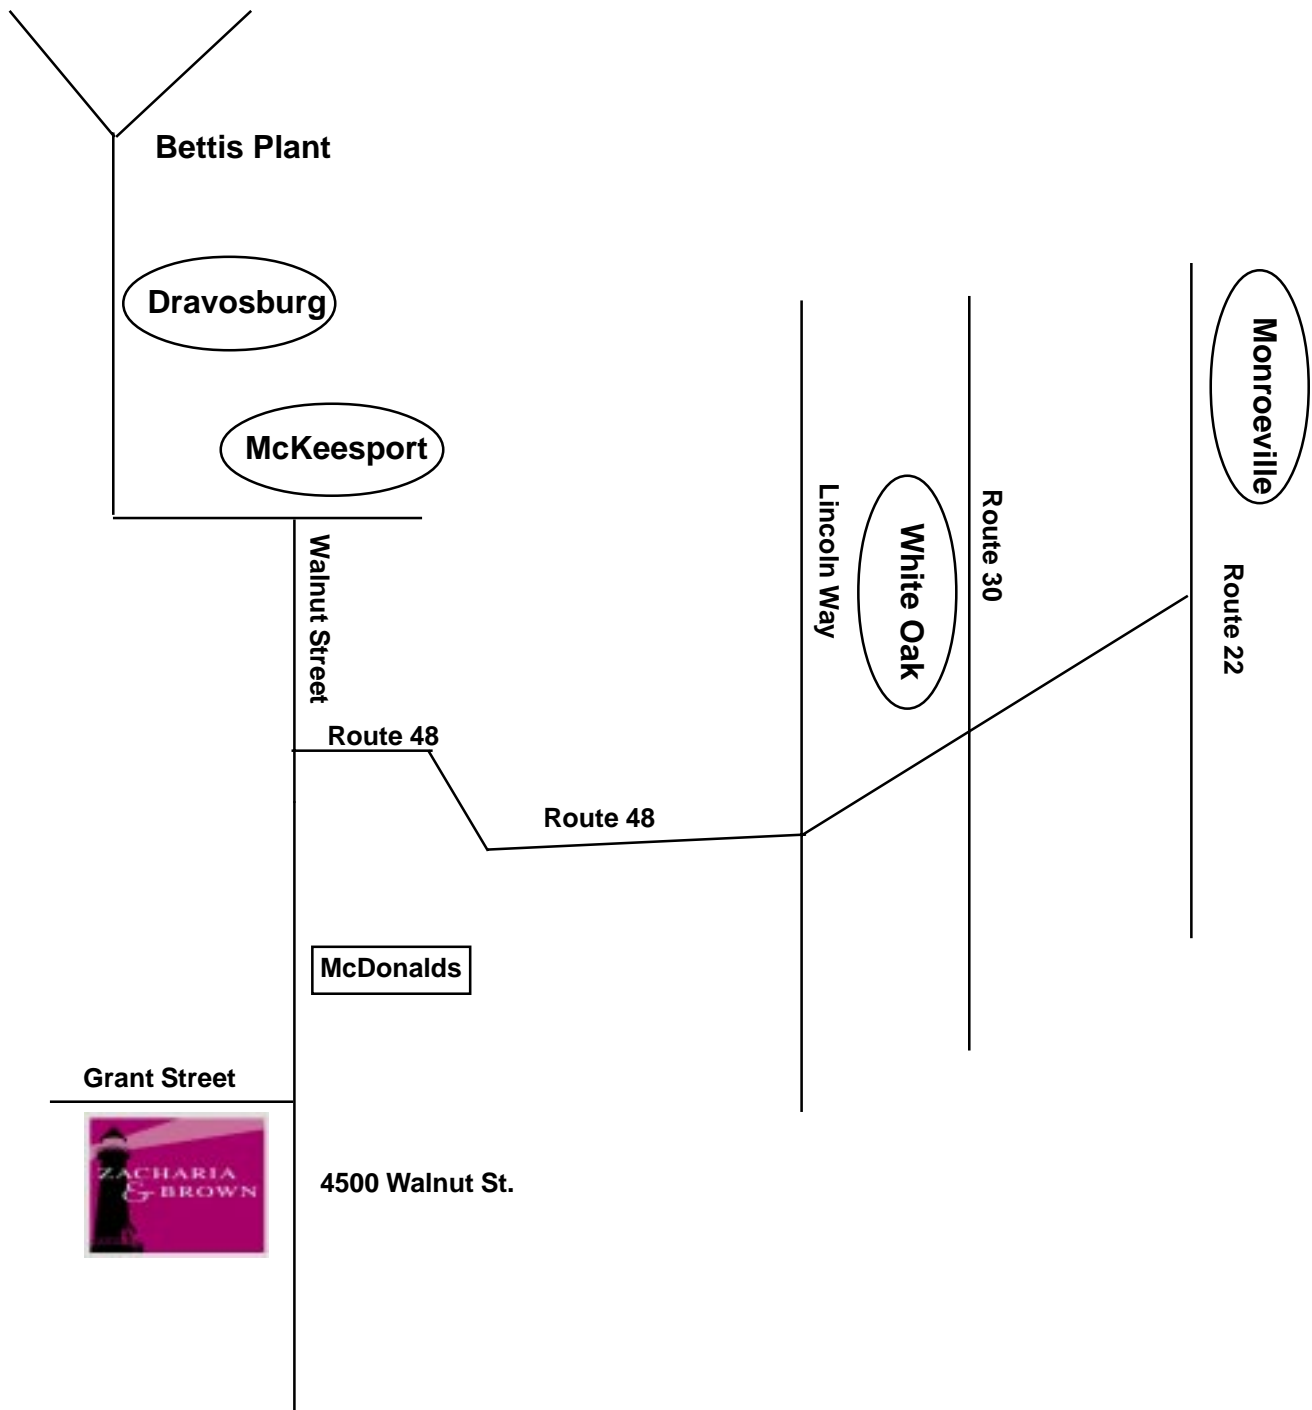 Bettis Plant
Dravosburg
McKeesport
Monroeville
Lincoln Way
White Oak
Route 30
Walnut Street
Route 22
Route 48
Route 48
McDonalds
Grant Street
ZACHARIA
& BROWN
4500 Walnut St.